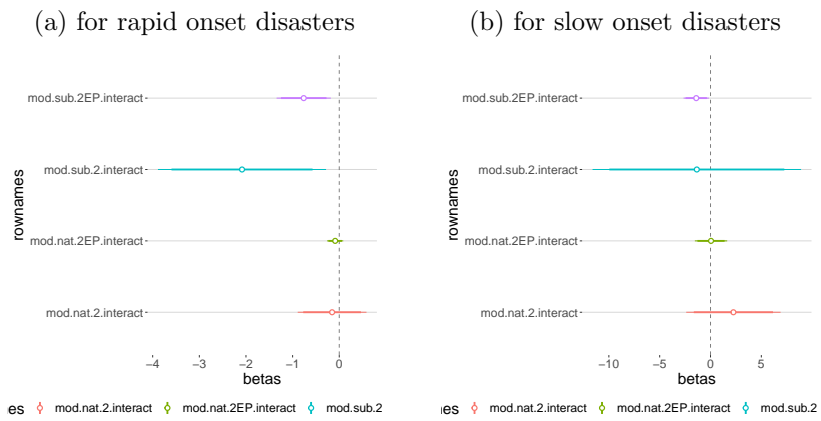 (a) for rapid onset disasters
mod.sub.2EP.interact
mod.sub.2.interact
mod.nat.2EP.interact
mod.nat.2.interact
rownames
−4 −3 −2 −1 0
betas
es mod.nat.2.interact mod.nat.2EP.interact mod.sub.2
(b) for slow onset disasters
mod.sub.2EP.interact
mod.sub.2.interact
mod.nat.2EP.interact
mod.nat.2.interact
rownames
−10 −5 0 5
betas
es mod.nat.2.interact mod.nat.2EP.interact mod.sub.2